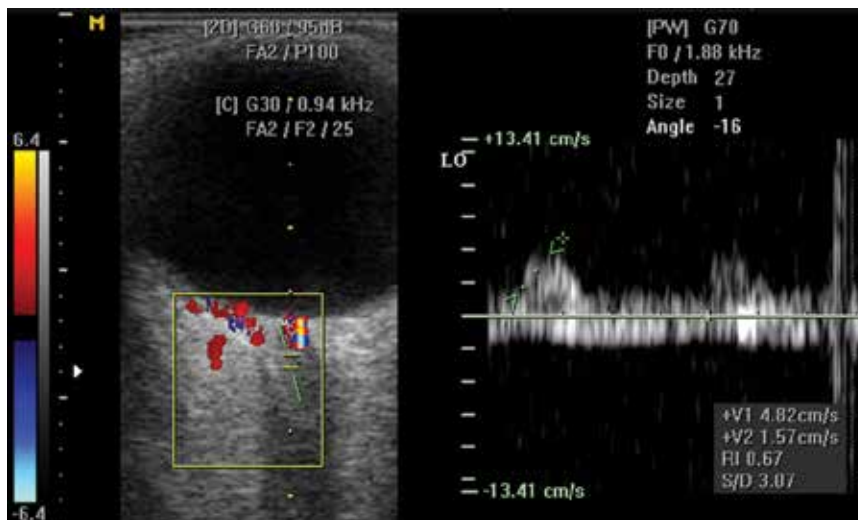 M
[2D] G60 / 95dB
FA2 / P100
[C] G30 / 0.94 kHz
FA2 / F2 / 25
6.4
-6.4
[PW] G70
F0 / 1.88 kHz
Depth 27
Size 1
Angle -16
+13.41 cm/s
LO
-13.41 cm/s
+V1 4.82cm/s
+V2 1.57cm/s
RI 0.67
S/D 3.07